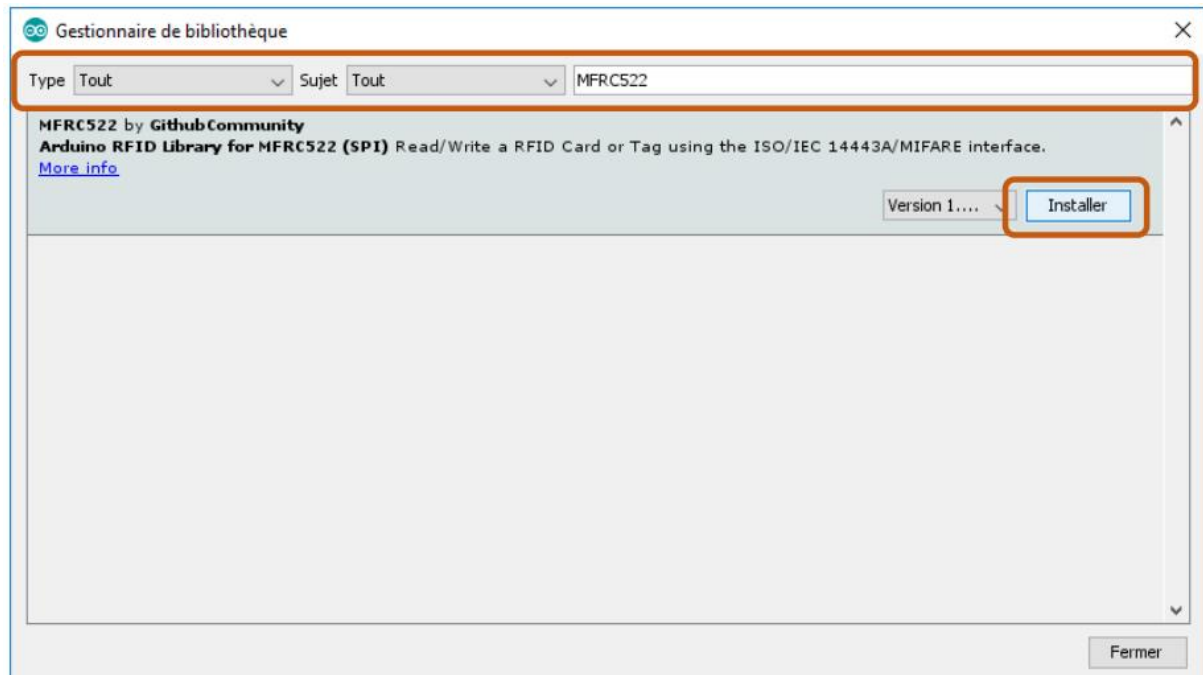 Gestionnaire de bibliothèque
Type Tout Sujet Tout MFRC522
MFRC522 by GithubCommunity
Arduino RFID Library for MFRC522 (SPI) Read/Write a RFID Card or Tag using the ISO/IEC 14443A/MIFARE interface.
More info
Version 1.... Installer
Fermer